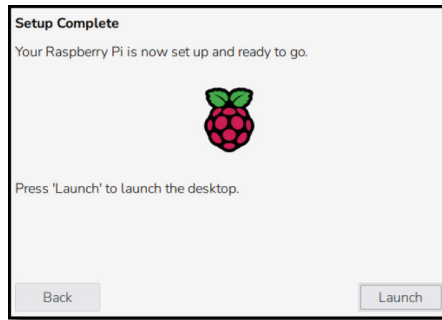 Setup Complete
Your Raspberry Pi is now set up and ready to go.
Press 'Launch' to launch the desktop.
Back
Launch